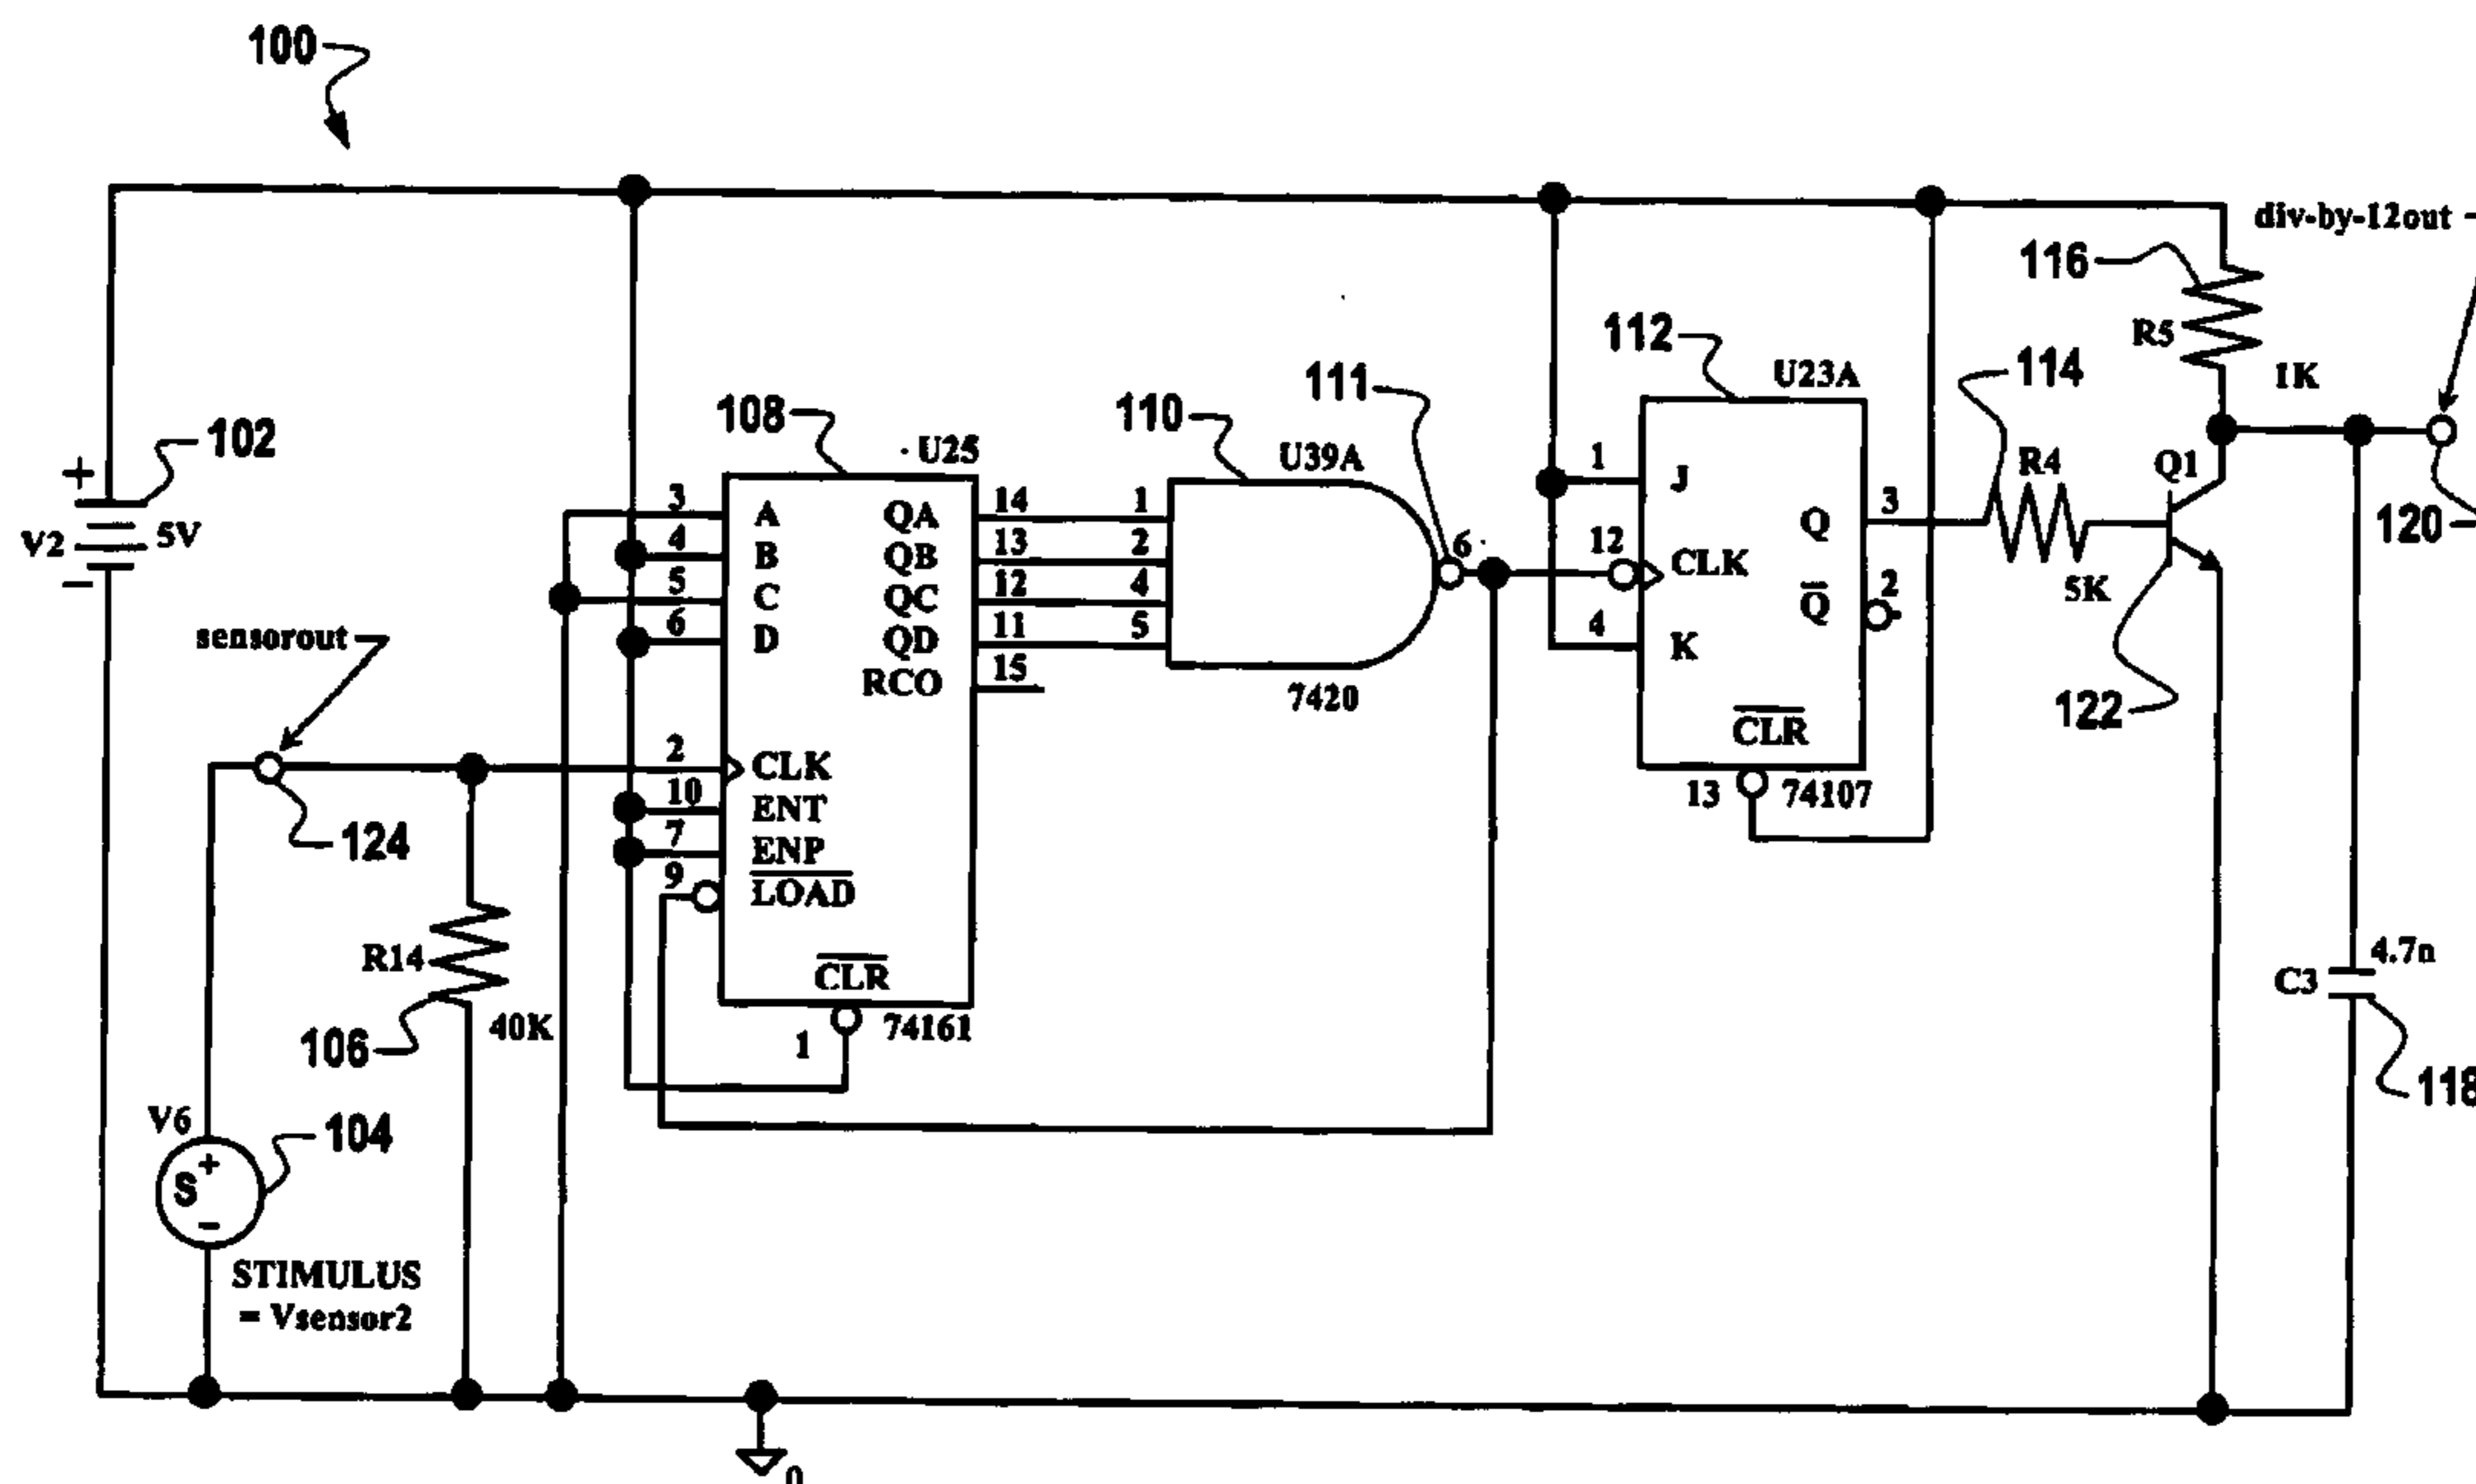 100
div-by-12out
116
R5
1K
112
U23A
114
111
110
108
U25
U39A
102
+
V2
5V
−
3
A
QA
14
1
4
B
QB
13
2
5
C
QC
12
4
6
D
QD
11
5
RCO
15
7420
6
1
J
12
CLK
4
K
Q
3
Q
2
CLR
13
74107
R4
5K
Q1
120
122
sensorout
124
2
CLK
10
ENT
7
ENP
9
LOAD
CLR
1
74161
R14
40K
106
4.7n
C3
118
V6
104
+
S
−
STIMULUS
= Vsensor2
0